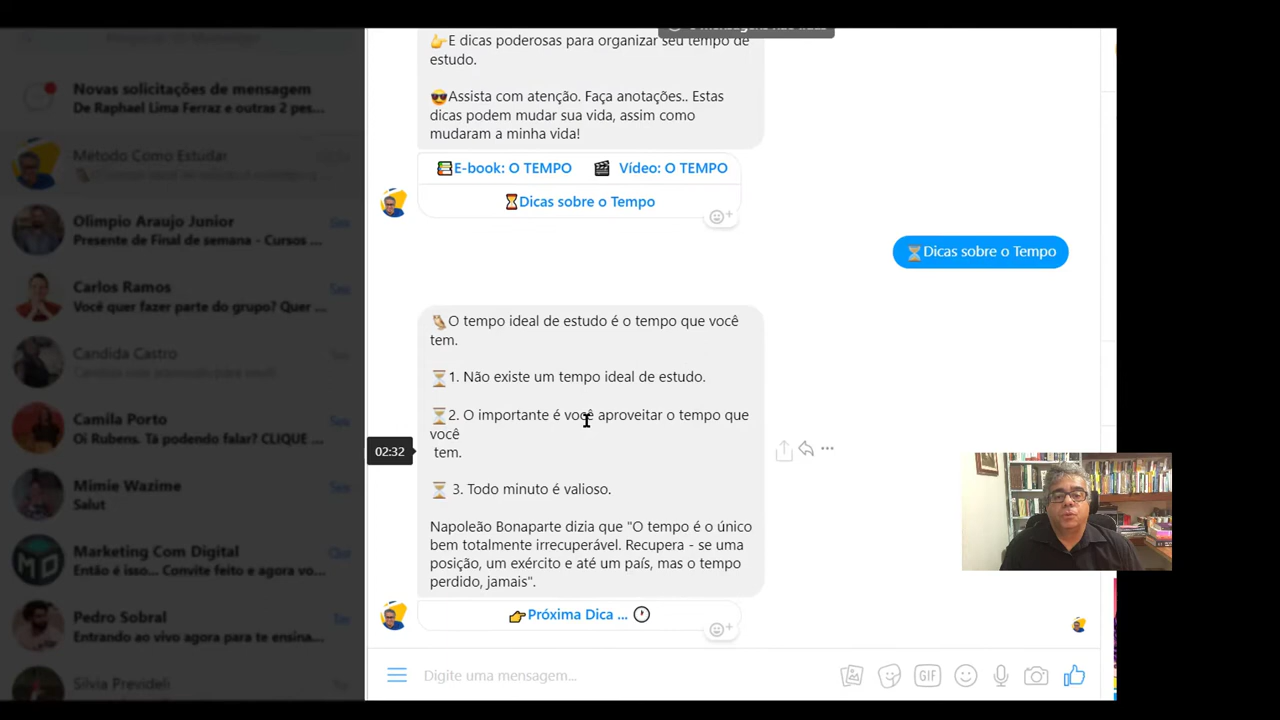 Novas solicitações de mensagem
De Raphael Lima Ferraz e outras 2 pes...
Método Como Estudar
Olimpio Araujo Junior
Presente de Final de semana - Cursos ...
Carlos Ramos
Você quer fazer parte do grupo? Quer ...
Candida Castro
Camila Porto
Oi Rubens. Tá podendo falar? CLIQUE ...
Mimie Wazime
Salut
Marketing Com Digital
Então é isso... Convite feito e agora vo...
Pedro Sobral
Entrando ao vivo agora para te ensina...
Silvia Prevideli
👉E dicas poderosas para organizar seu tempo de
estudo.
😎Assista com atenção. Faça anotações.. Estas
dicas podem mudar sua vida, assim como
mudaram a minha vida!
📚E-book: O TEMPO 🎬 Vídeo: O TEMPO
⌛Dicas sobre o Tempo
⏳Dicas sobre o Tempo
🦉O tempo ideal de estudo é o tempo que você
tem.
⏳1. Não existe um tempo ideal de estudo.
⏳2. O importante é você aproveitar o tempo que
você
tem.
02:32
⏳ 3. Todo minuto é valioso.
Napoleão Bonaparte dizia que "O tempo é o único
bem totalmente irrecuperável. Recupera - se uma
posição, um exército e até um país, mas o tempo
perdido, jamais".
👉Próxima Dica ... 🕐
Digite uma mensagem...
GIF